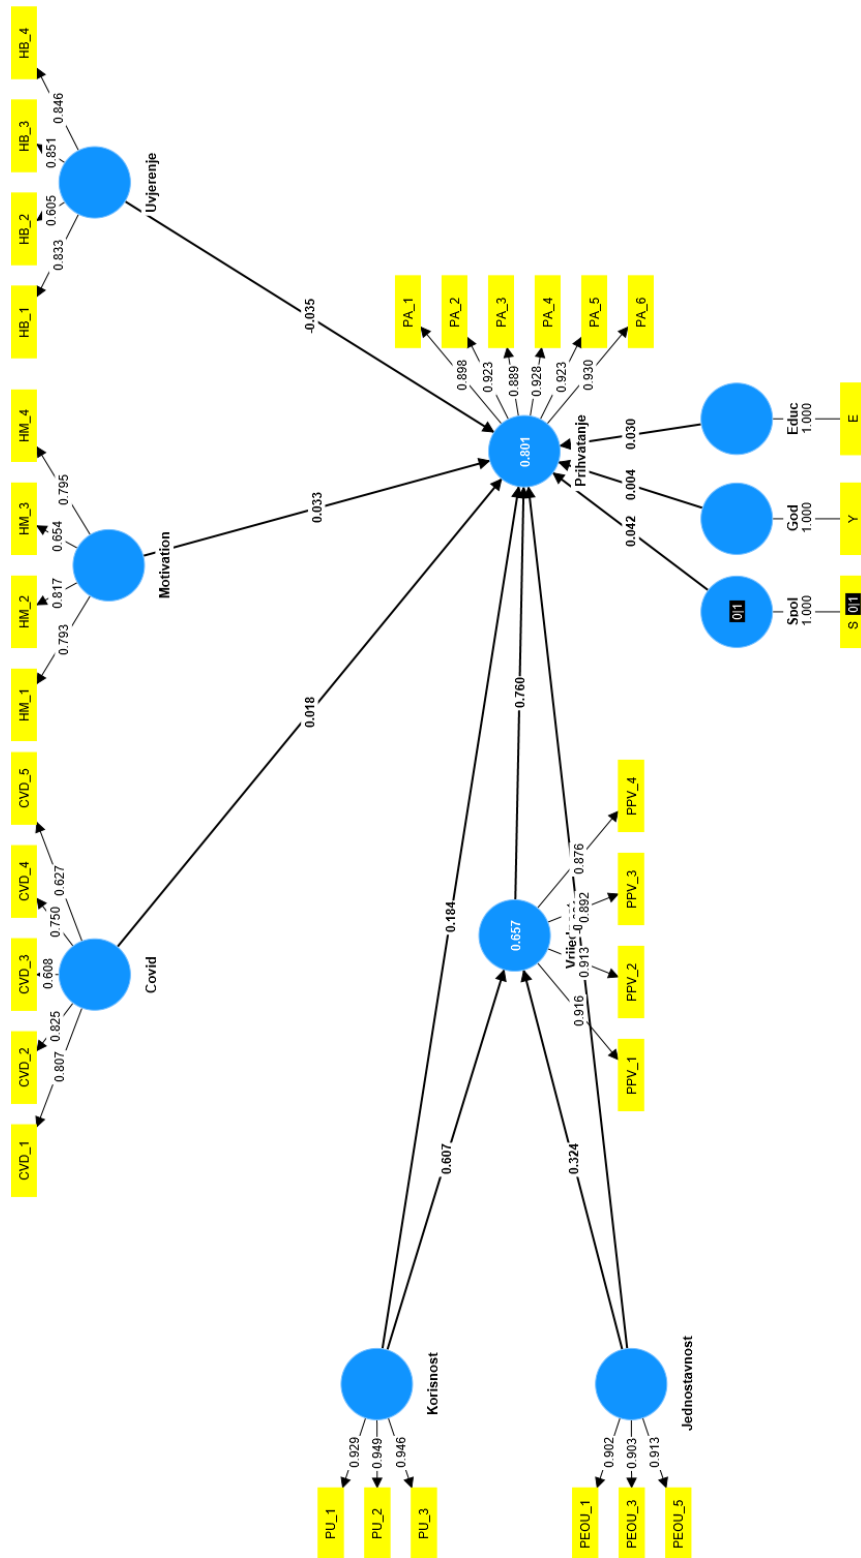 HB_1
HB_2
HB_3
HB_4
0.833
0.605
0.851
0.846
Uvjerenje
-0.035
HM_1
HM_2
HM_3
HM_4
0.793
0.817
0.654
0.795
Motivation
0.033
CVD_1
CVD_2
CVD_3
CVD_4
CVD_5
0.807
0.825
0.608
0.750
0.627
Covid
0.018
PU_1
PU_2
PU_3
0.929
0.949
0.946
Korisnost
0.184
0.607
PEOU_1
PEOU_3
PEOU_5
0.902
0.903
0.913
Jednostavnost
0.324
0.657
0.760
0.916
0.913
0.892
0.876
PPV_1
PPV_2
PPV_3
PPV_4
0.801
Prihvatanje
0.898
0.923
0.889
0.928
0.923
0.930
PA_1
PA_2
PA_3
PA_4
PA_5
PA_6
0.042
0.004
0.030
0|1
Spol
God
Educ
1.000
1.000
1.000
S 0|1
Y
E